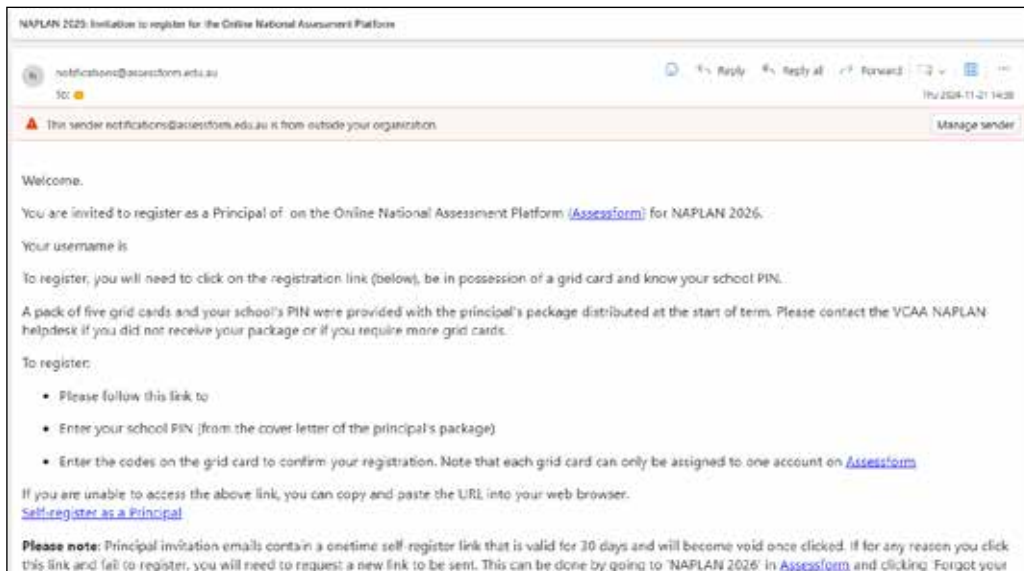 NAPLAN 2026: Invitation to register for the Online National Assessment Platform
notifications@assessform.edu.au
Reply Reply all Forward
To:
Thu 2024-11-21 14:38
This sender notifications@assessform.edu.au is from outside your organization.
Manage sender
Welcome.
You are invited to register as a Principal of on the Online National Assessment Platform (Assessform) for NAPLAN 2026.
Your username is
To register, you will need to click on the registration link (below), be in possession of a grid card and know your school PIN.
A pack of five grid cards and your school's PIN were provided with the principal's package distributed at the start of term. Please contact the VCAA NAPLAN
helpdesk if you did not receive your package or if you require more grid cards.
To register:
• Please follow this link to
• Enter your school PIN (from the cover letter of the principal's package)
• Enter the codes on the grid card to confirm your registration. Note that each grid card can only be assigned to one account on Assessform
If you are unable to access the above link, you can copy and paste the URL into your web browser.
Self-register as a Principal
Please note: Principal invitation emails contain a onetime self-register link that is valid for 30 days and will become void once clicked. If for any reason you click
this link and fail to register, you will need to request a new link to be sent. This can be done by going to 'NAPLAN 2026' in Assessform and clicking 'Forgot your